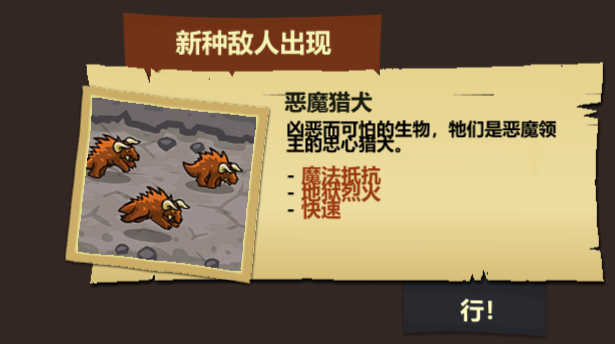 新种敌人出现
恶魔猎犬
凶恶而可怕的生物，牠们是恶魔领
主的忠心猎犬。
- 魔法抵抗
- 地狱烈火
- 快速
行！